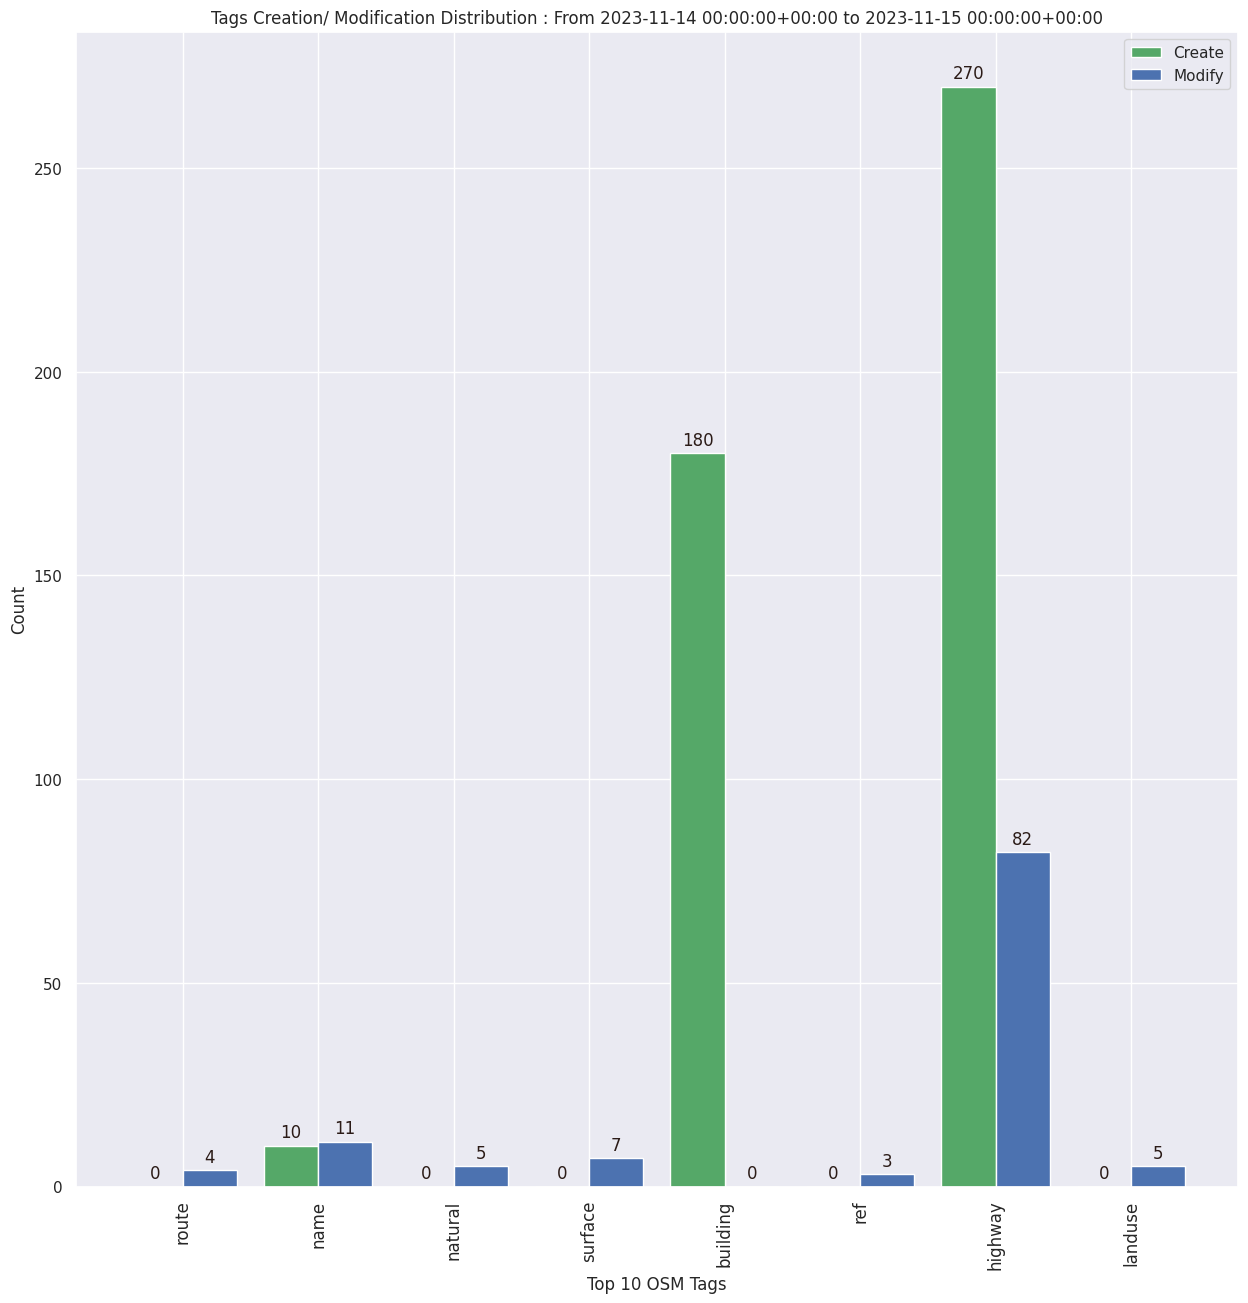 Tags Creation/ Modification Distribution : From 2023-11-14 00:00:00+00:00 to 2023-11-15 00:00:00+00:00
Create
Modify
Count
250
200
150
100
50
0
0
4
10
11
0
5
0
7
180
0
0
3
270
82
0
5
route
name
natural
surface
building
ref
highway
landuse
Top 10 OSM Tags